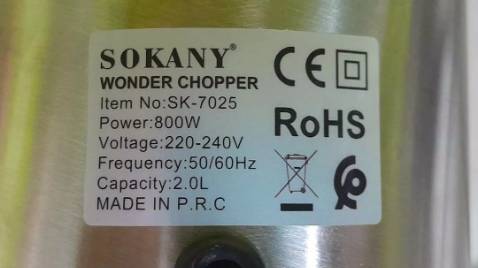 SOKANY®
WONDER CHOPPER
Item No:SK-7025
Power:800W
Voltage:220-240V
Frequency:50/60Hz
Capacity:2.0L
MADE IN P.R.C
CE
RoHS